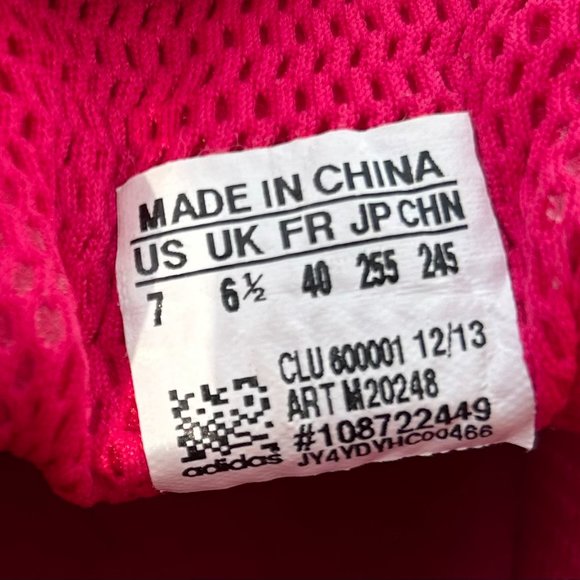 MADE IN CHINA
US UK FR JP CHN
7 6½ 40 255 245
CLU 600001 12/13
ART M20248
#108722449
adidas JY4YDYHC00466